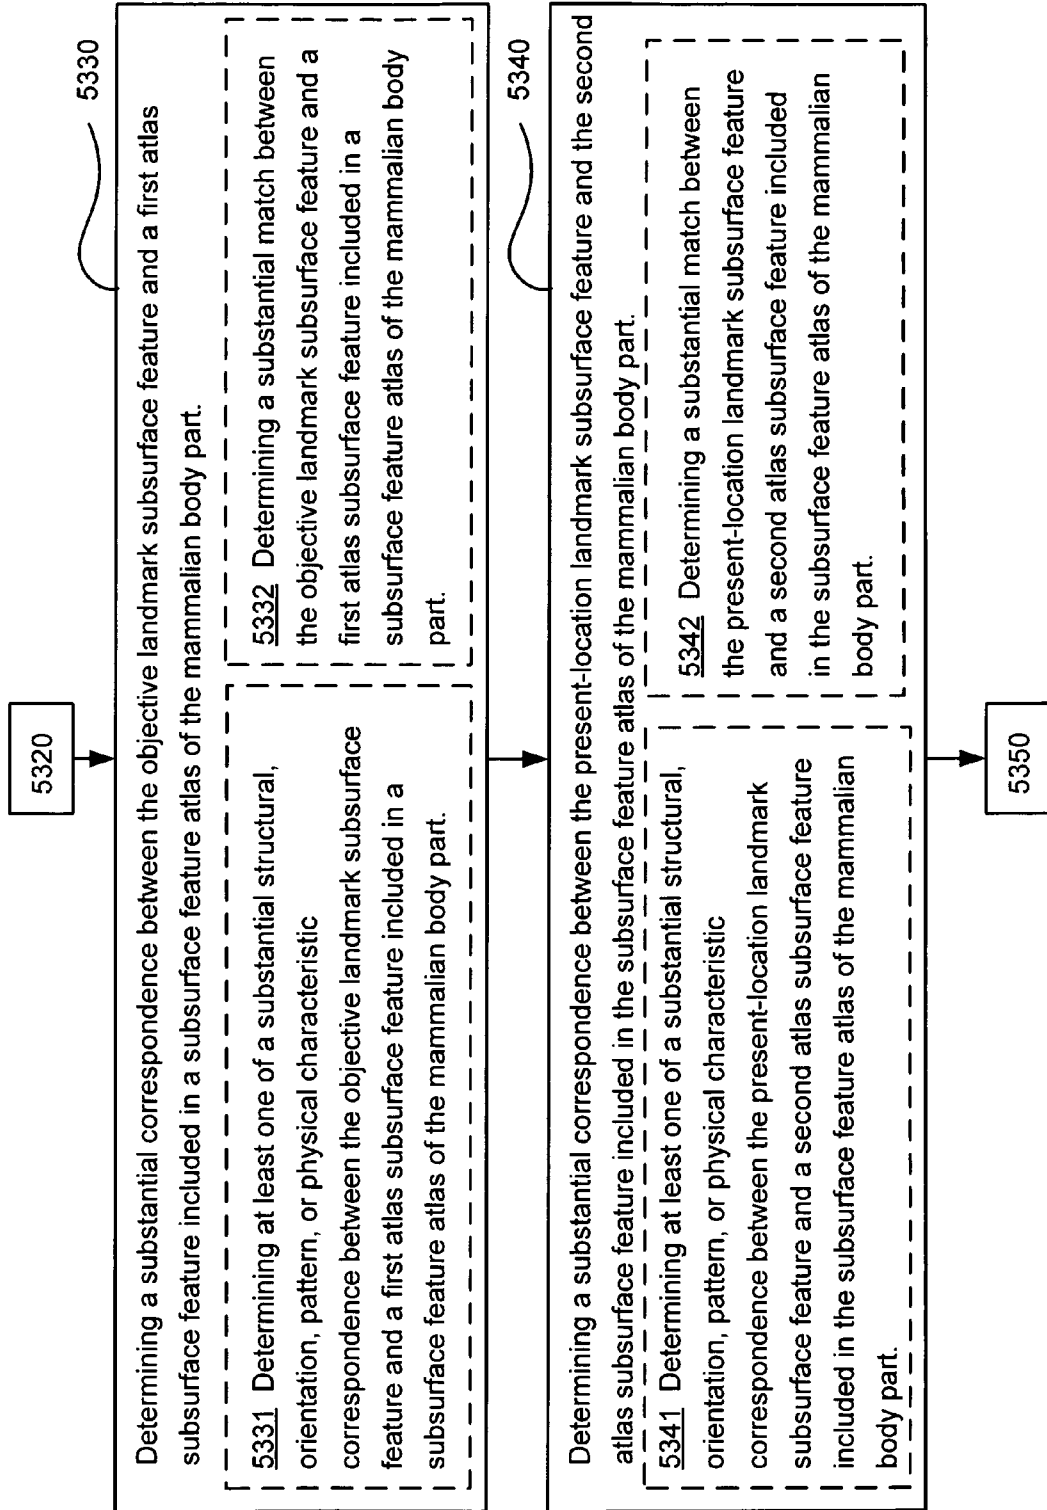 5320
5330
Determining a substantial correspondence between the objective landmark subsurface feature and a first atlas
subsurface feature included in a subsurface feature atlas of the mammalian body part.
5331 Determining at least one of a substantial structural,
orientation, pattern, or physical characteristic
correspondence between the objective landmark subsurface
feature and a first atlas subsurface feature included in a
subsurface feature atlas of the mammalian body part.
5332 Determining a substantial match between
the objective landmark subsurface feature and a
first atlas subsurface feature included in a
subsurface feature atlas of the mammalian body
part.
5340
Determining a substantial correspondence between the present-location landmark subsurface feature and the second
atlas subsurface feature included in the subsurface feature atlas of the mammalian body part.
5341 Determining at least one of a substantial structural,
orientation, pattern, or physical characteristic
correspondence between the present-location landmark
subsurface feature and a second atlas subsurface feature
included in the subsurface feature atlas of the mammalian
body part.
5342 Determining a substantial match between
the present-location landmark subsurface feature
and a second atlas subsurface feature included
in the subsurface feature atlas of the mammalian
body part.
5350